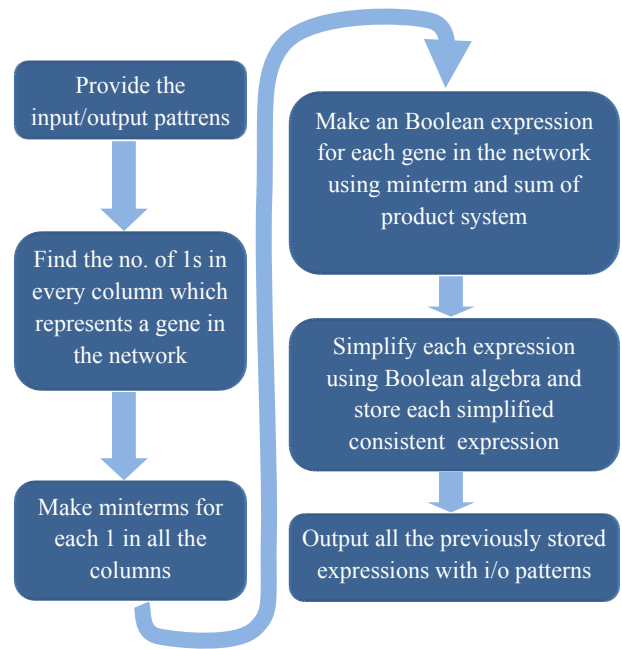 Provide the
input/output pattrens
Find the no. of 1s in
every column which
represents a gene in
the network
Make minterms for
each 1 in all the
columns
Make an Boolean expression
for each gene in the network
using minterm and sum of
product system
Simplify each expression
using Boolean algebra and
store each simplified
consistent expression
Output all the previously stored
expressions with i/o patterns